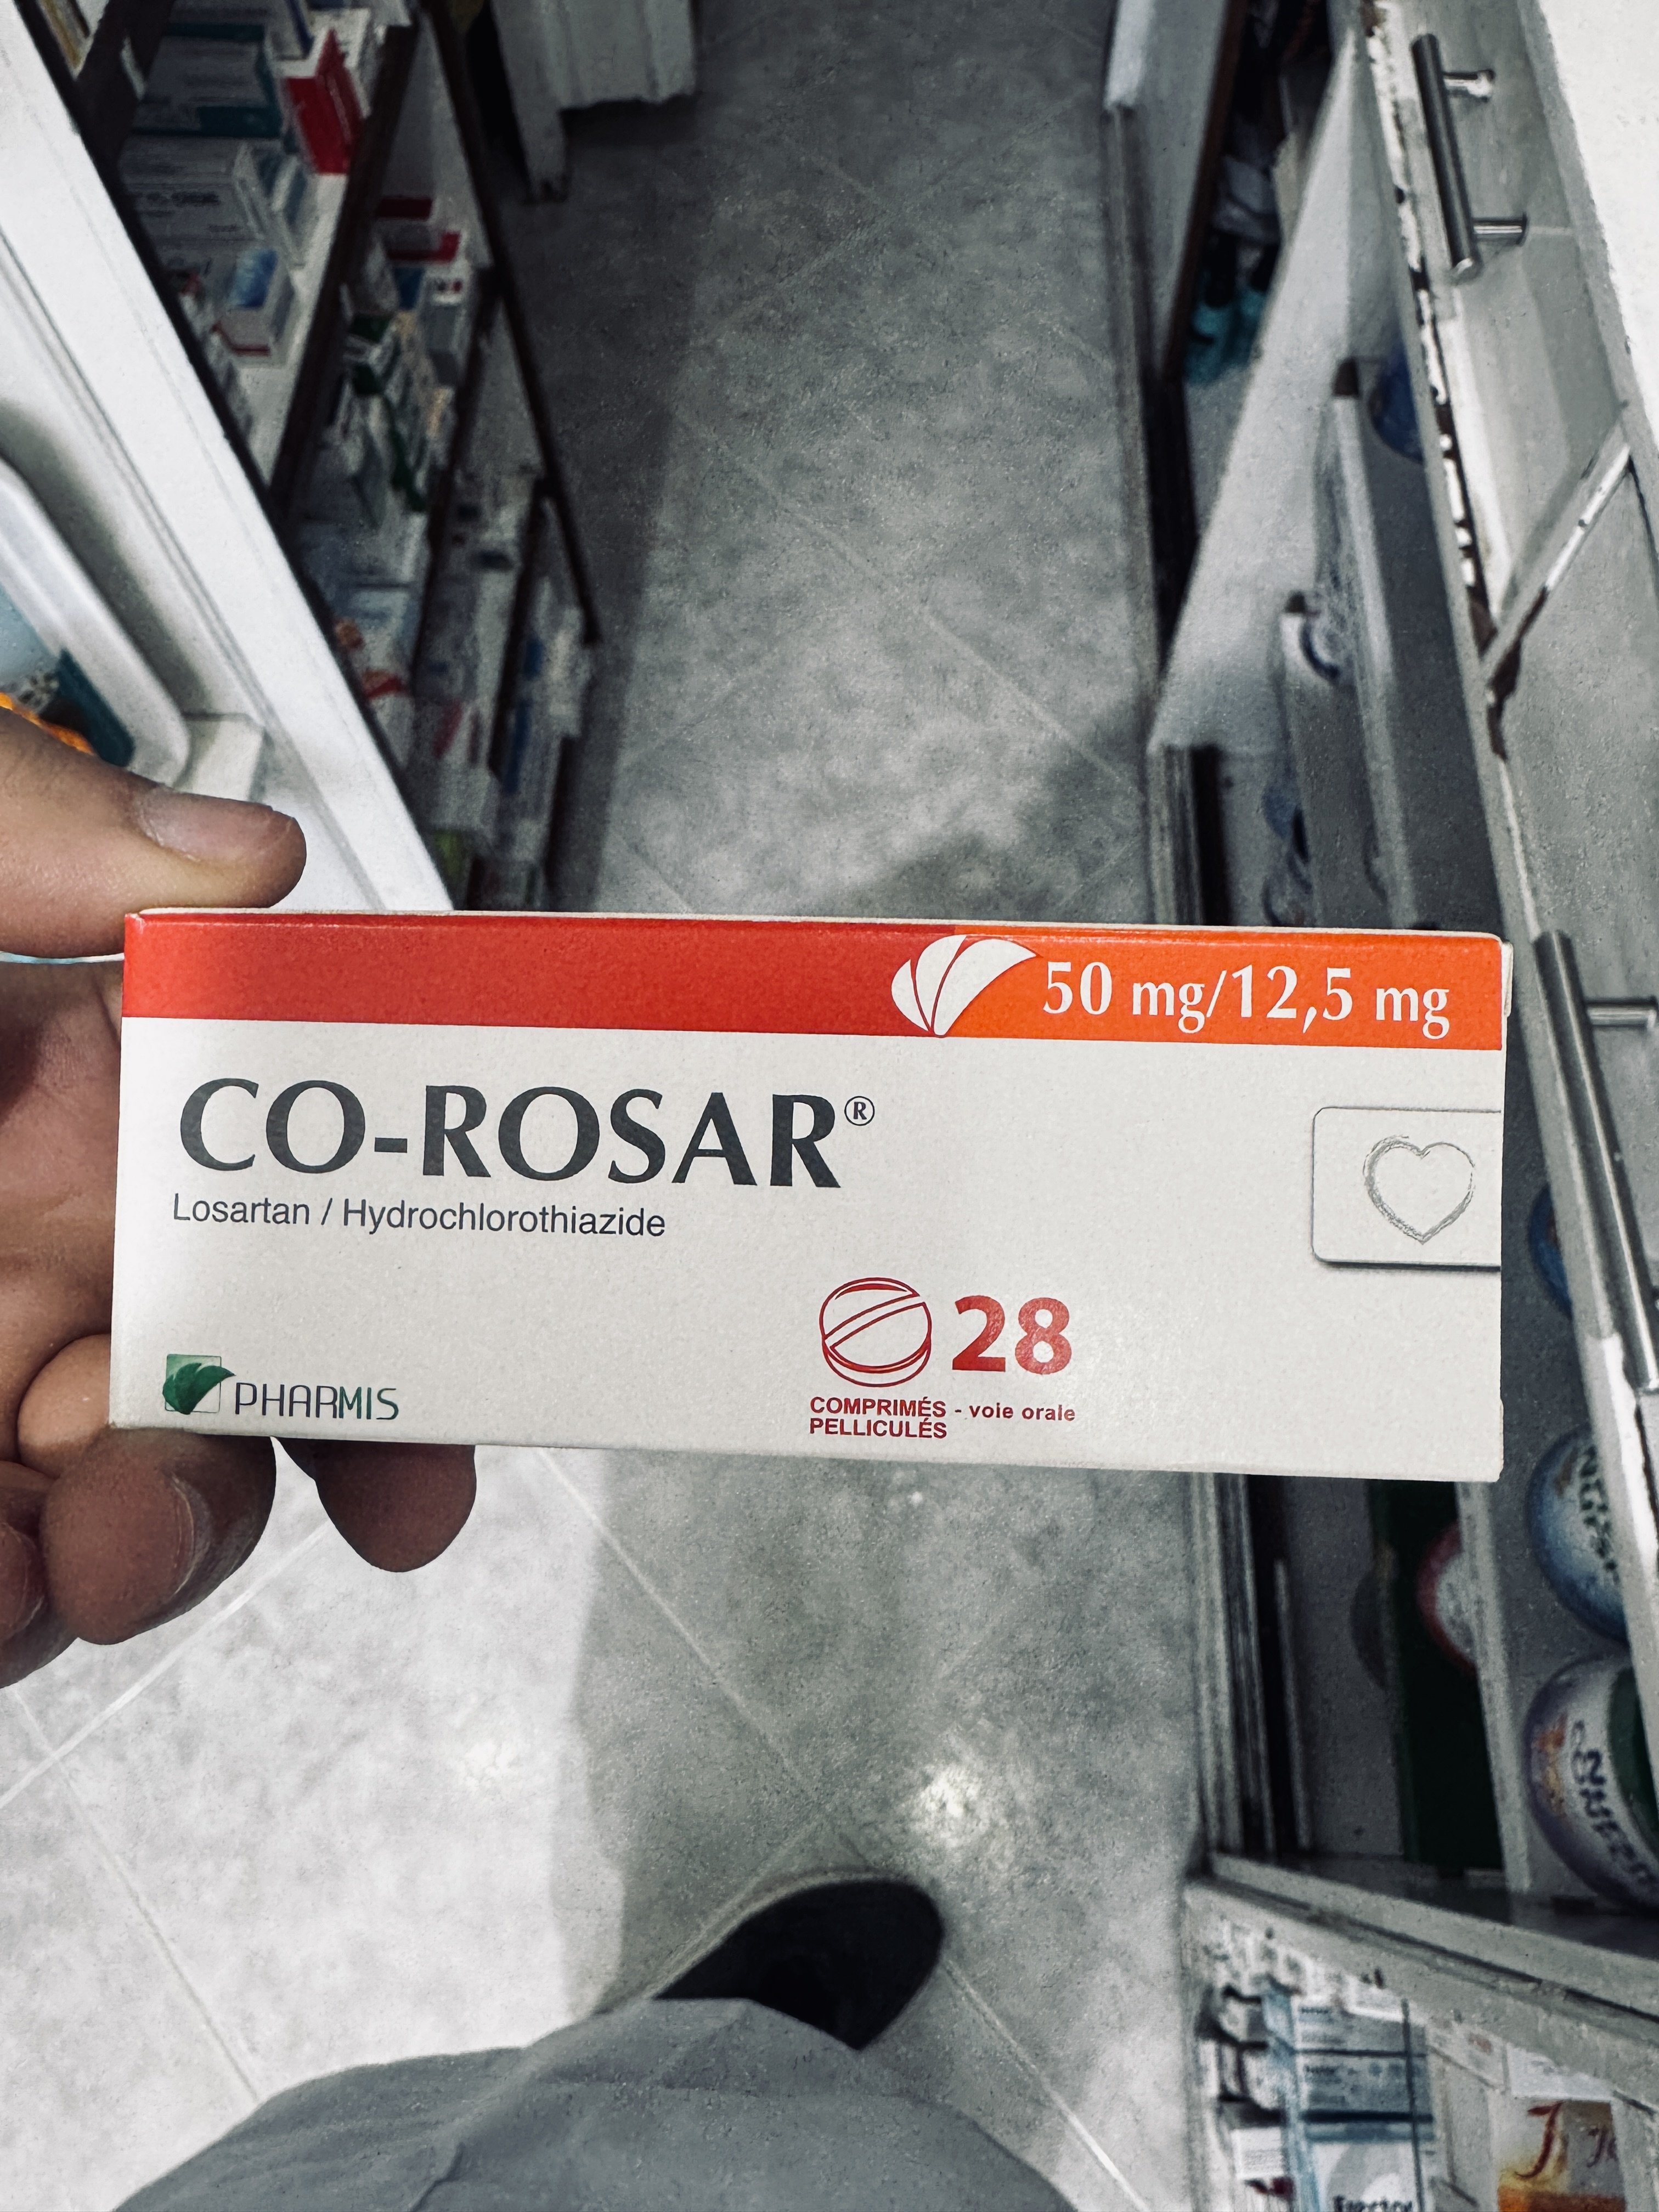 50 mg/12,5 mg
CO-ROSAR®
Losartan / Hydrochlorothiazide
28
COMPRIMÉS - voie orale
PELLICULÉS
PHARMIS